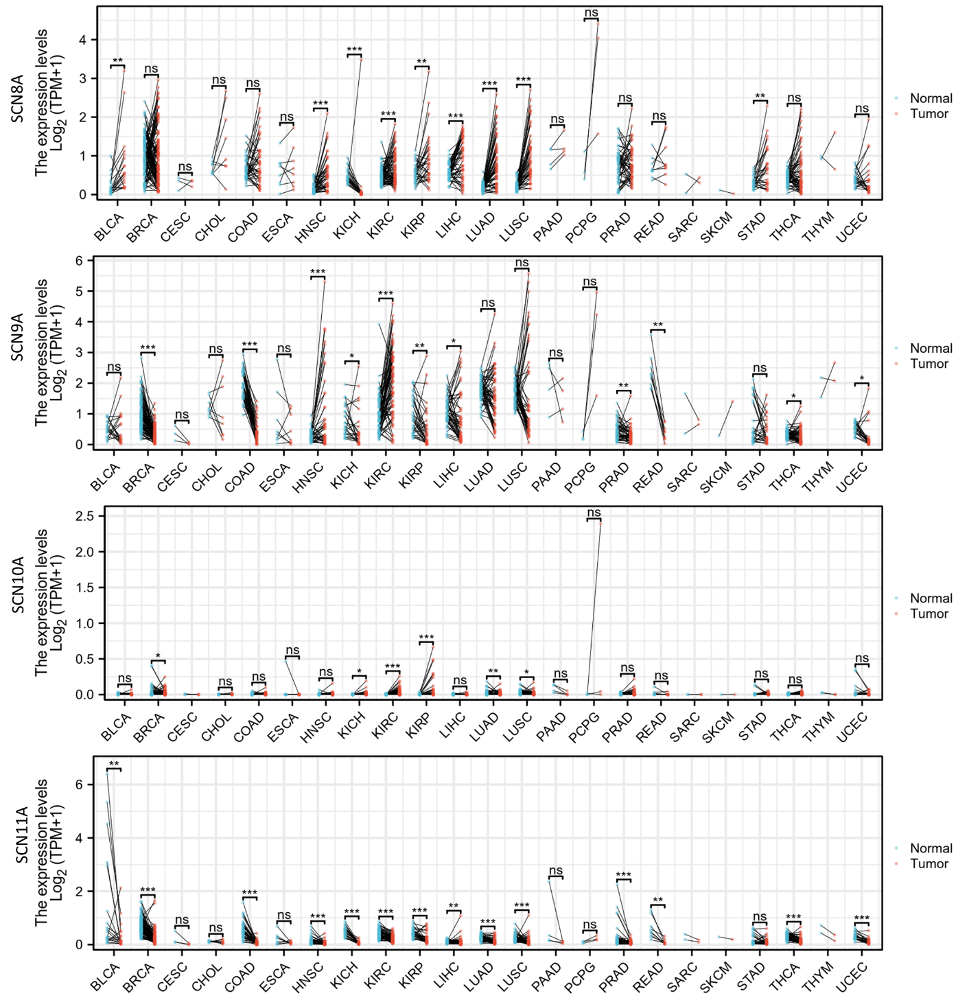 SCN8A
The expression levels
Log2 (TPM+1)
4
3
2
1
0
** ns ns ns ns ns *** *** *** ** *** *** *** ns ns ns ns ** ns ns
BLCA BRCA CESC CHOL COAD ESCA HNSC KICH KIRC KIRP LIHC LUAD LUSC PAAD PCPG PRAD READ SARC SKCM STAD THCA THYM UCEC
Normal
Tumor
SCN9A
The expression levels
Log2 (TPM+1)
6
5
4
3
2
1
0
ns *** ns ns *** ns *** * *** ** * ns ns ns ns ** ** ns * *
BLCA BRCA CESC CHOL COAD ESCA HNSC KICH KIRC KIRP LIHC LUAD LUSC PAAD PCPG PRAD READ SARC SKCM STAD THCA THYM UCEC
Normal
Tumor
SCN10A
The expression levels
Log2 (TPM+1)
2.5
2.0
1.5
1.0
0.5
0.0
ns * ns ns ns ns * *** *** ns ** * ns ns ns ns ns ns ns
BLCA BRCA CESC CHOL COAD ESCA HNSC KICH KIRC KIRP LIHC LUAD LUSC PAAD PCPG PRAD READ SARC SKCM STAD THCA THYM UCEC
Normal
Tumor
SCN11A
The expression levels
Log2 (TPM+1)
6
4
2
0
** *** ns ns *** ns *** *** *** *** ** *** *** ns ns *** ** ns *** ***
BLCA BRCA CESC CHOL COAD ESCA HNSC KICH KIRC KIRP LIHC LUAD LUSC PAAD PCPG PRAD READ SARC SKCM STAD THCA THYM UCEC
Normal
Tumor